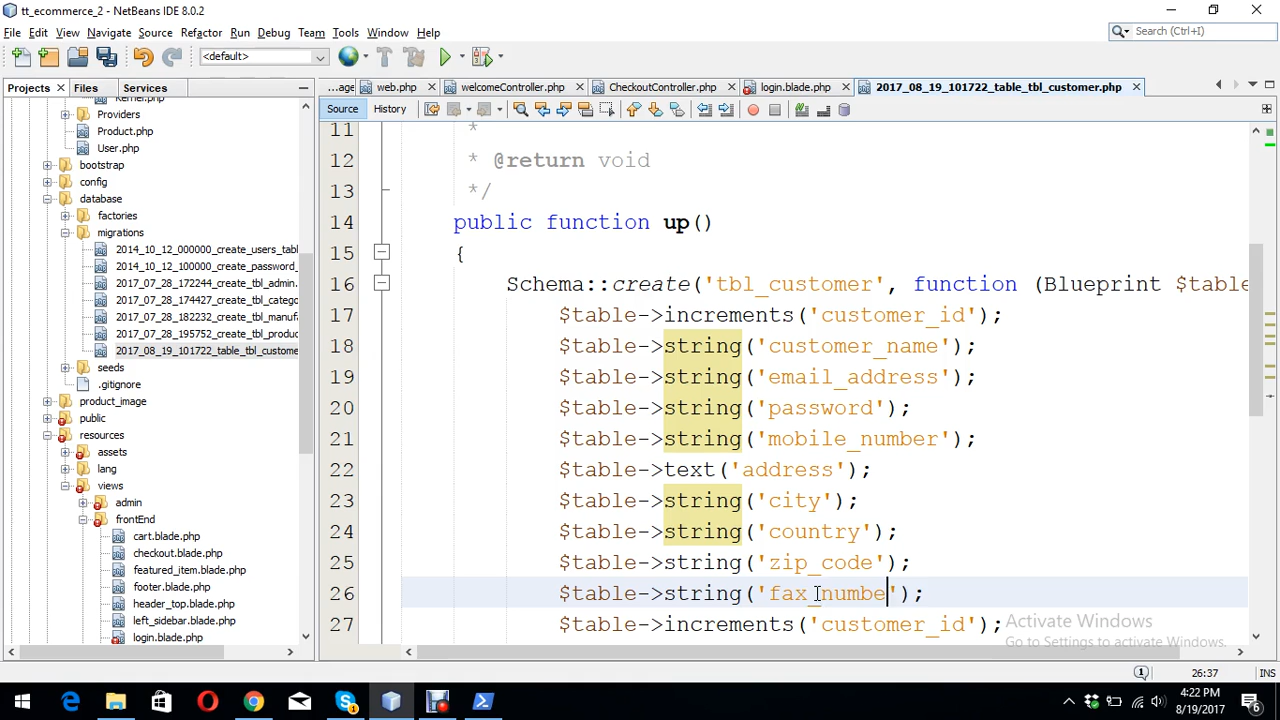 tt_ecommerce_2 - NetBeans IDE 8.0.2
File Edit View Navigate Source Refactor Run Debug Team Tools Window Help
Search (Ctrl+I)
<default>
Projects Files Services
...age web.php welcomeController.php CheckoutController.php login.blade.php 2017_08_19_101722_table_tbl_customer.php
Source History
Kernel.php
Providers
Product.php
User.php
bootstrap
config
database
factories
migrations
2014_10_12_000000_create_users_tabl
2014_10_12_100000_create_password_
2017_07_28_172244_create_tbl_admin.
2017_07_28_174427_create_tbl_catego
2017_07_28_182232_create_tbl_manuf
2017_07_28_195752_create_tbl_produc
2017_08_19_101722_table_tbl_custome
seeds
.gitignore
product_image
public
resources
assets
lang
views
admin
frontEnd
cart.blade.php
checkout.blade.php
featured_item.blade.php
footer.blade.php
header_top.blade.php
left_sidebar.blade.php
login.blade.php
11 *
12 * @return void
13 */
14 public function up()
15 {
16 Schema::create('tbl_customer', function (Blueprint $table
17 $table->increments('customer_id');
18 $table->string('customer_name');
19 $table->string('email_address');
20 $table->string('password');
21 $table->string('mobile_number');
22 $table->text('address');
23 $table->string('city');
24 $table->string('country');
25 $table->string('zip_code');
26 $table->string('fax_numbe');
27 $table->increments('customer_id');
Activate Windows
Go to Settings to activate Windows.
1 26:37 INS
4:22 PM
8/19/2017
6